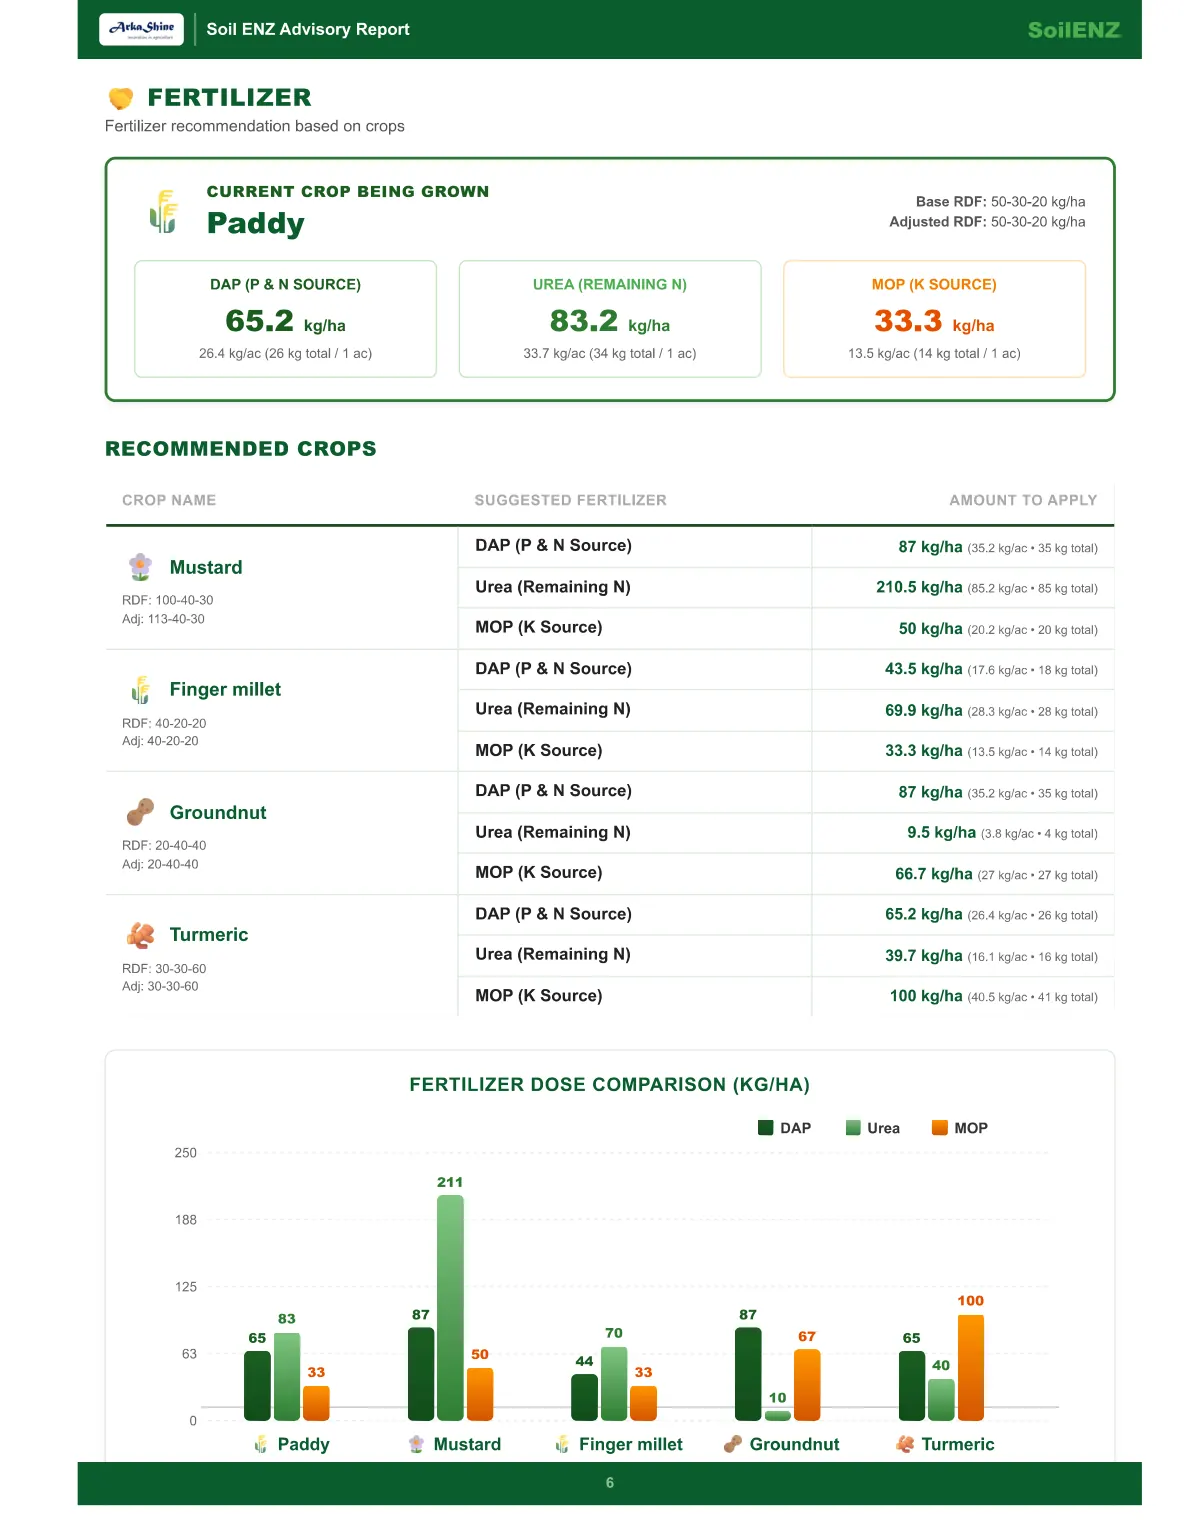 Arka Shine
innovations in agriculture
Soil ENZ Advisory Report
SoilENZ
FERTILIZER
Fertilizer recommendation based on crops
CURRENT CROP BEING GROWN
Paddy
Base RDF: 50-30-20 kg/ha
Adjusted RDF: 50-30-20 kg/ha
DAP (P & N SOURCE)
65.2 kg/ha
26.4 kg/ac (26 kg total / 1 ac)
UREA (REMAINING N)
83.2 kg/ha
33.7 kg/ac (34 kg total / 1 ac)
MOP (K SOURCE)
33.3 kg/ha
13.5 kg/ac (14 kg total / 1 ac)
RECOMMENDED CROPS
CROP NAME SUGGESTED FERTILIZER AMOUNT TO APPLY
Mustard
RDF: 100-40-30
Adj: 113-40-30
DAP (P & N Source) 87 kg/ha (35.2 kg/ac • 35 kg total)
Urea (Remaining N) 210.5 kg/ha (85.2 kg/ac • 85 kg total)
MOP (K Source) 50 kg/ha (20.2 kg/ac • 20 kg total)
Finger millet
RDF: 40-20-20
Adj: 40-20-20
DAP (P & N Source) 43.5 kg/ha (17.6 kg/ac • 18 kg total)
Urea (Remaining N) 69.9 kg/ha (28.3 kg/ac • 28 kg total)
MOP (K Source) 33.3 kg/ha (13.5 kg/ac • 14 kg total)
Groundnut
RDF: 20-40-40
Adj: 20-40-40
DAP (P & N Source) 87 kg/ha (35.2 kg/ac • 35 kg total)
Urea (Remaining N) 9.5 kg/ha (3.8 kg/ac • 4 kg total)
MOP (K Source) 66.7 kg/ha (27 kg/ac • 27 kg total)
Turmeric
RDF: 30-30-60
Adj: 30-30-60
DAP (P & N Source) 65.2 kg/ha (26.4 kg/ac • 26 kg total)
Urea (Remaining N) 39.7 kg/ha (16.1 kg/ac • 16 kg total)
MOP (K Source) 100 kg/ha (40.5 kg/ac • 41 kg total)
FERTILIZER DOSE COMPARISON (KG/HA)
DAP Urea MOP
250
188
125
63
0
65 83 33
87 211 50
44 70 33
87 10 67
65 40 100
Paddy Mustard Finger millet Groundnut Turmeric
6